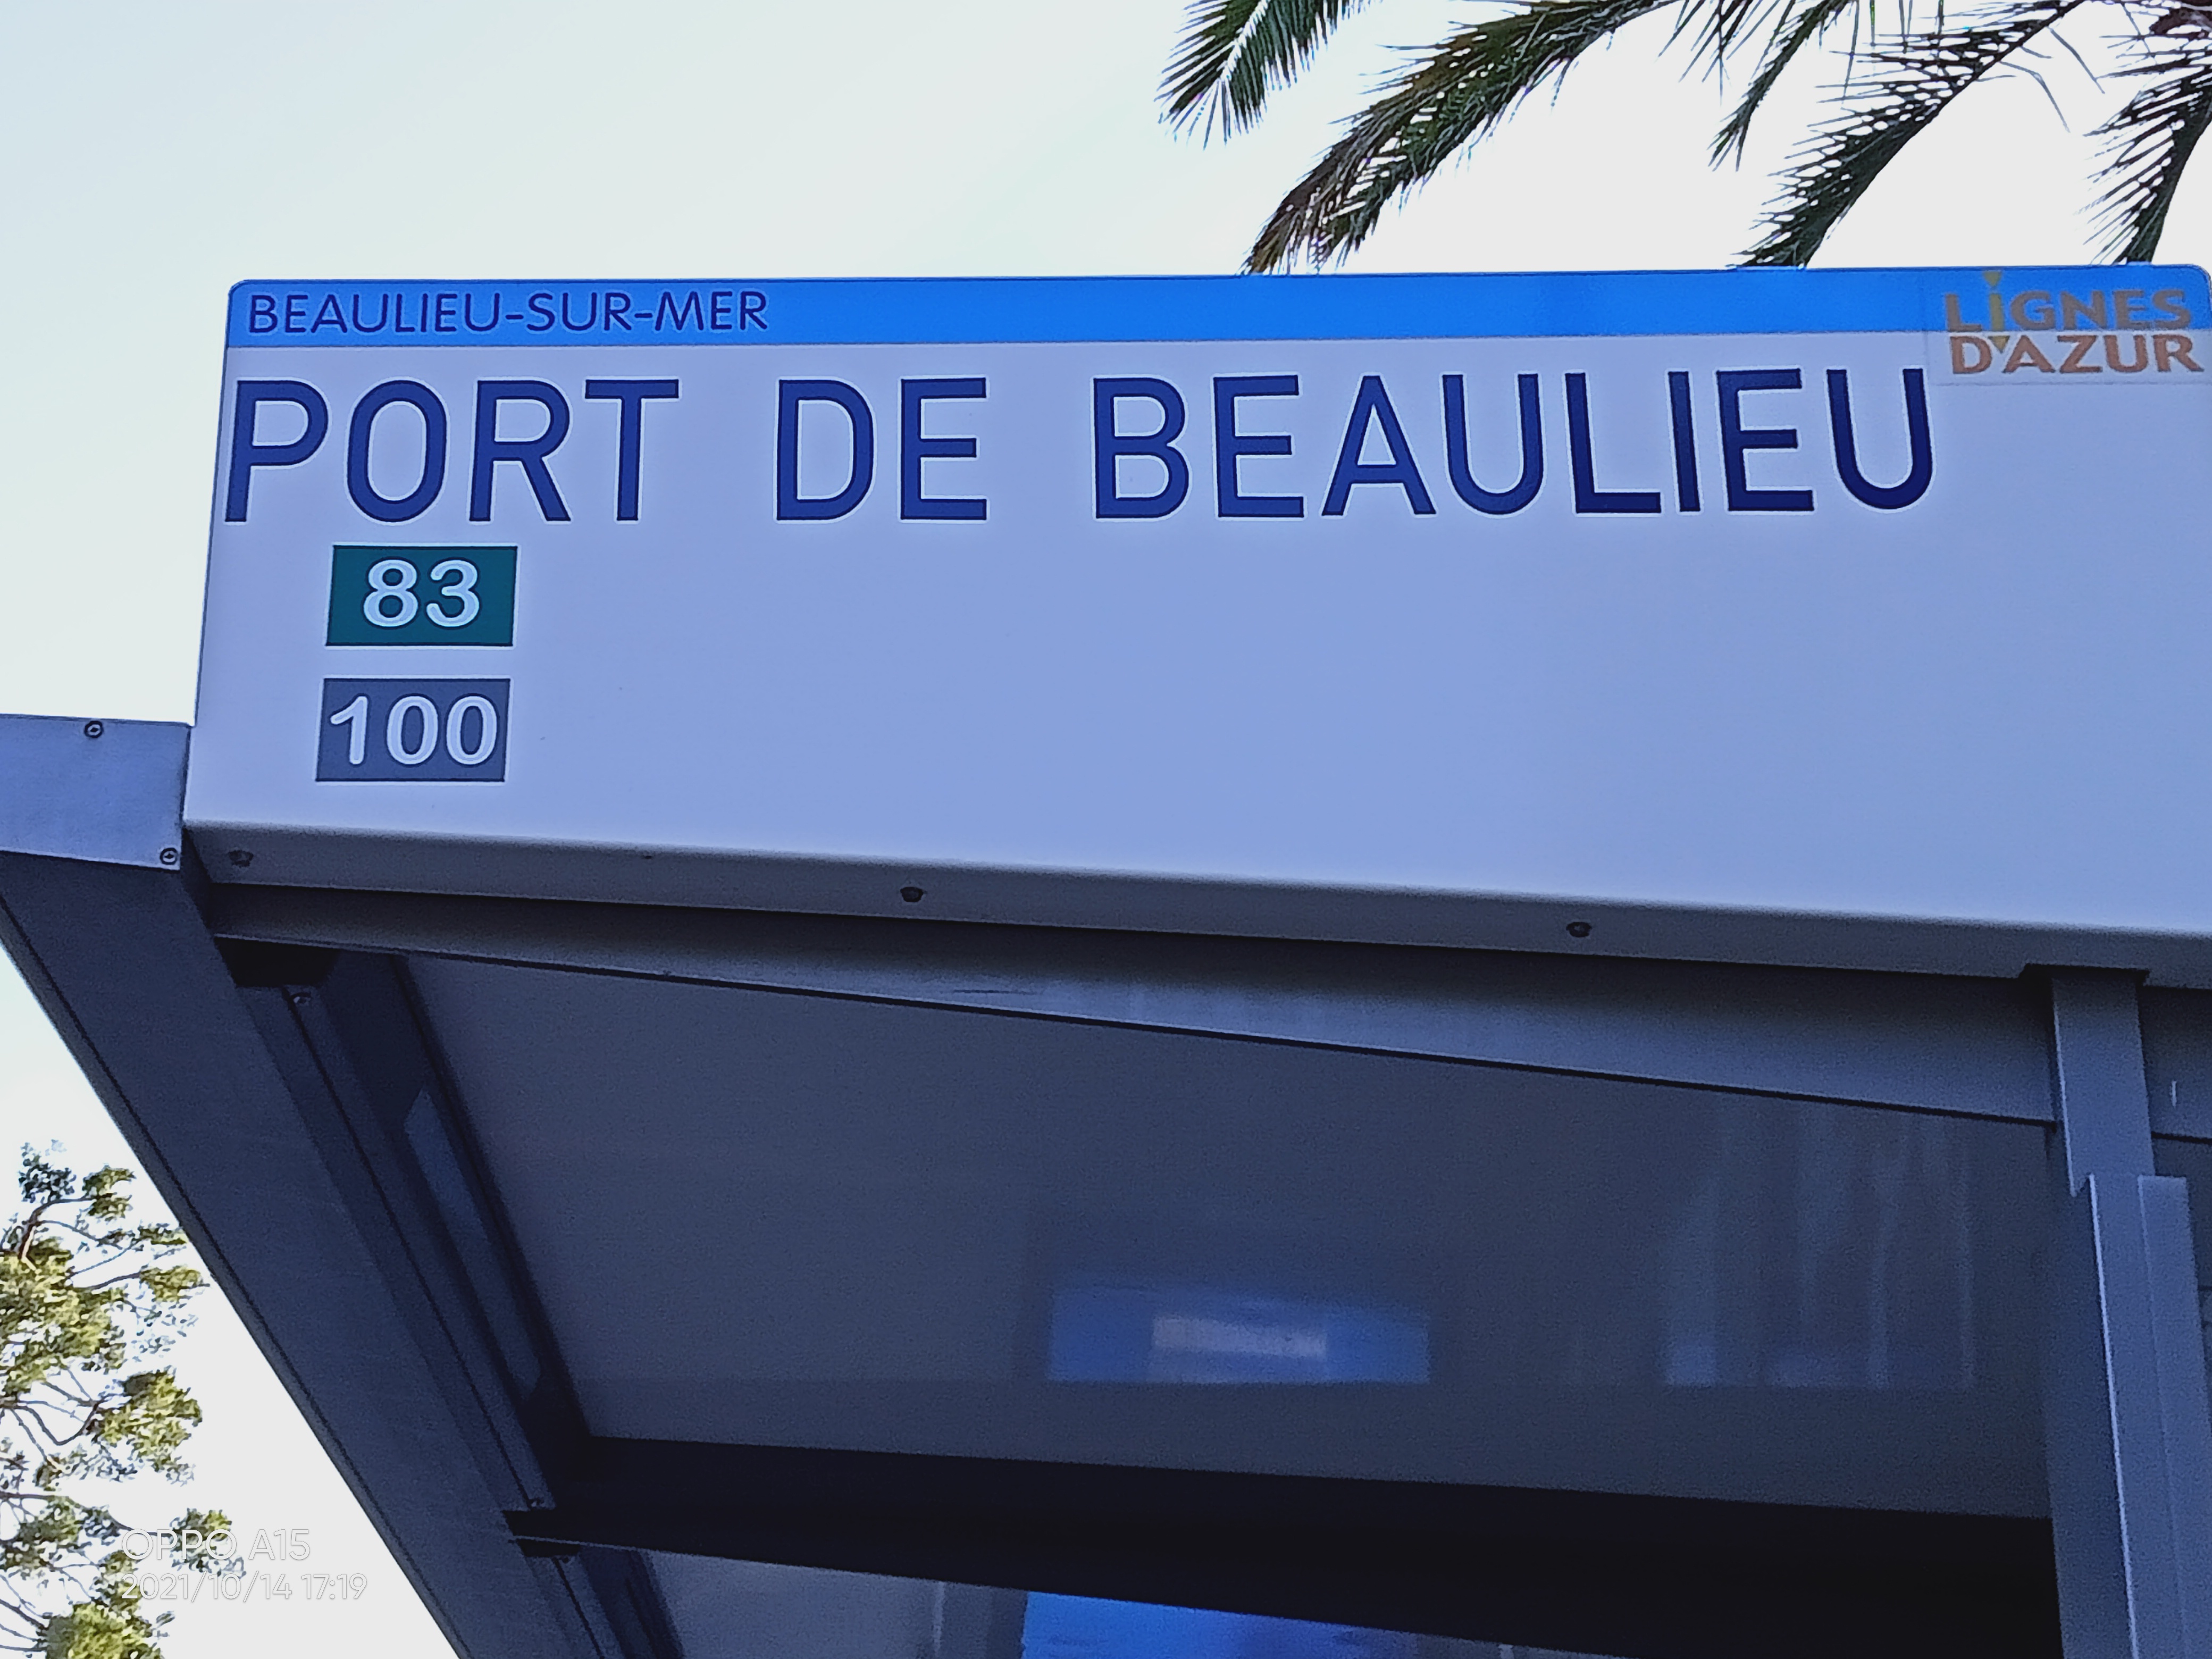 BEAULIEU-SUR-MER
LiGNES
D'AZUR
PORT DE BEAULIEU
83
100
OPPO A15
2021/10/14 17:19